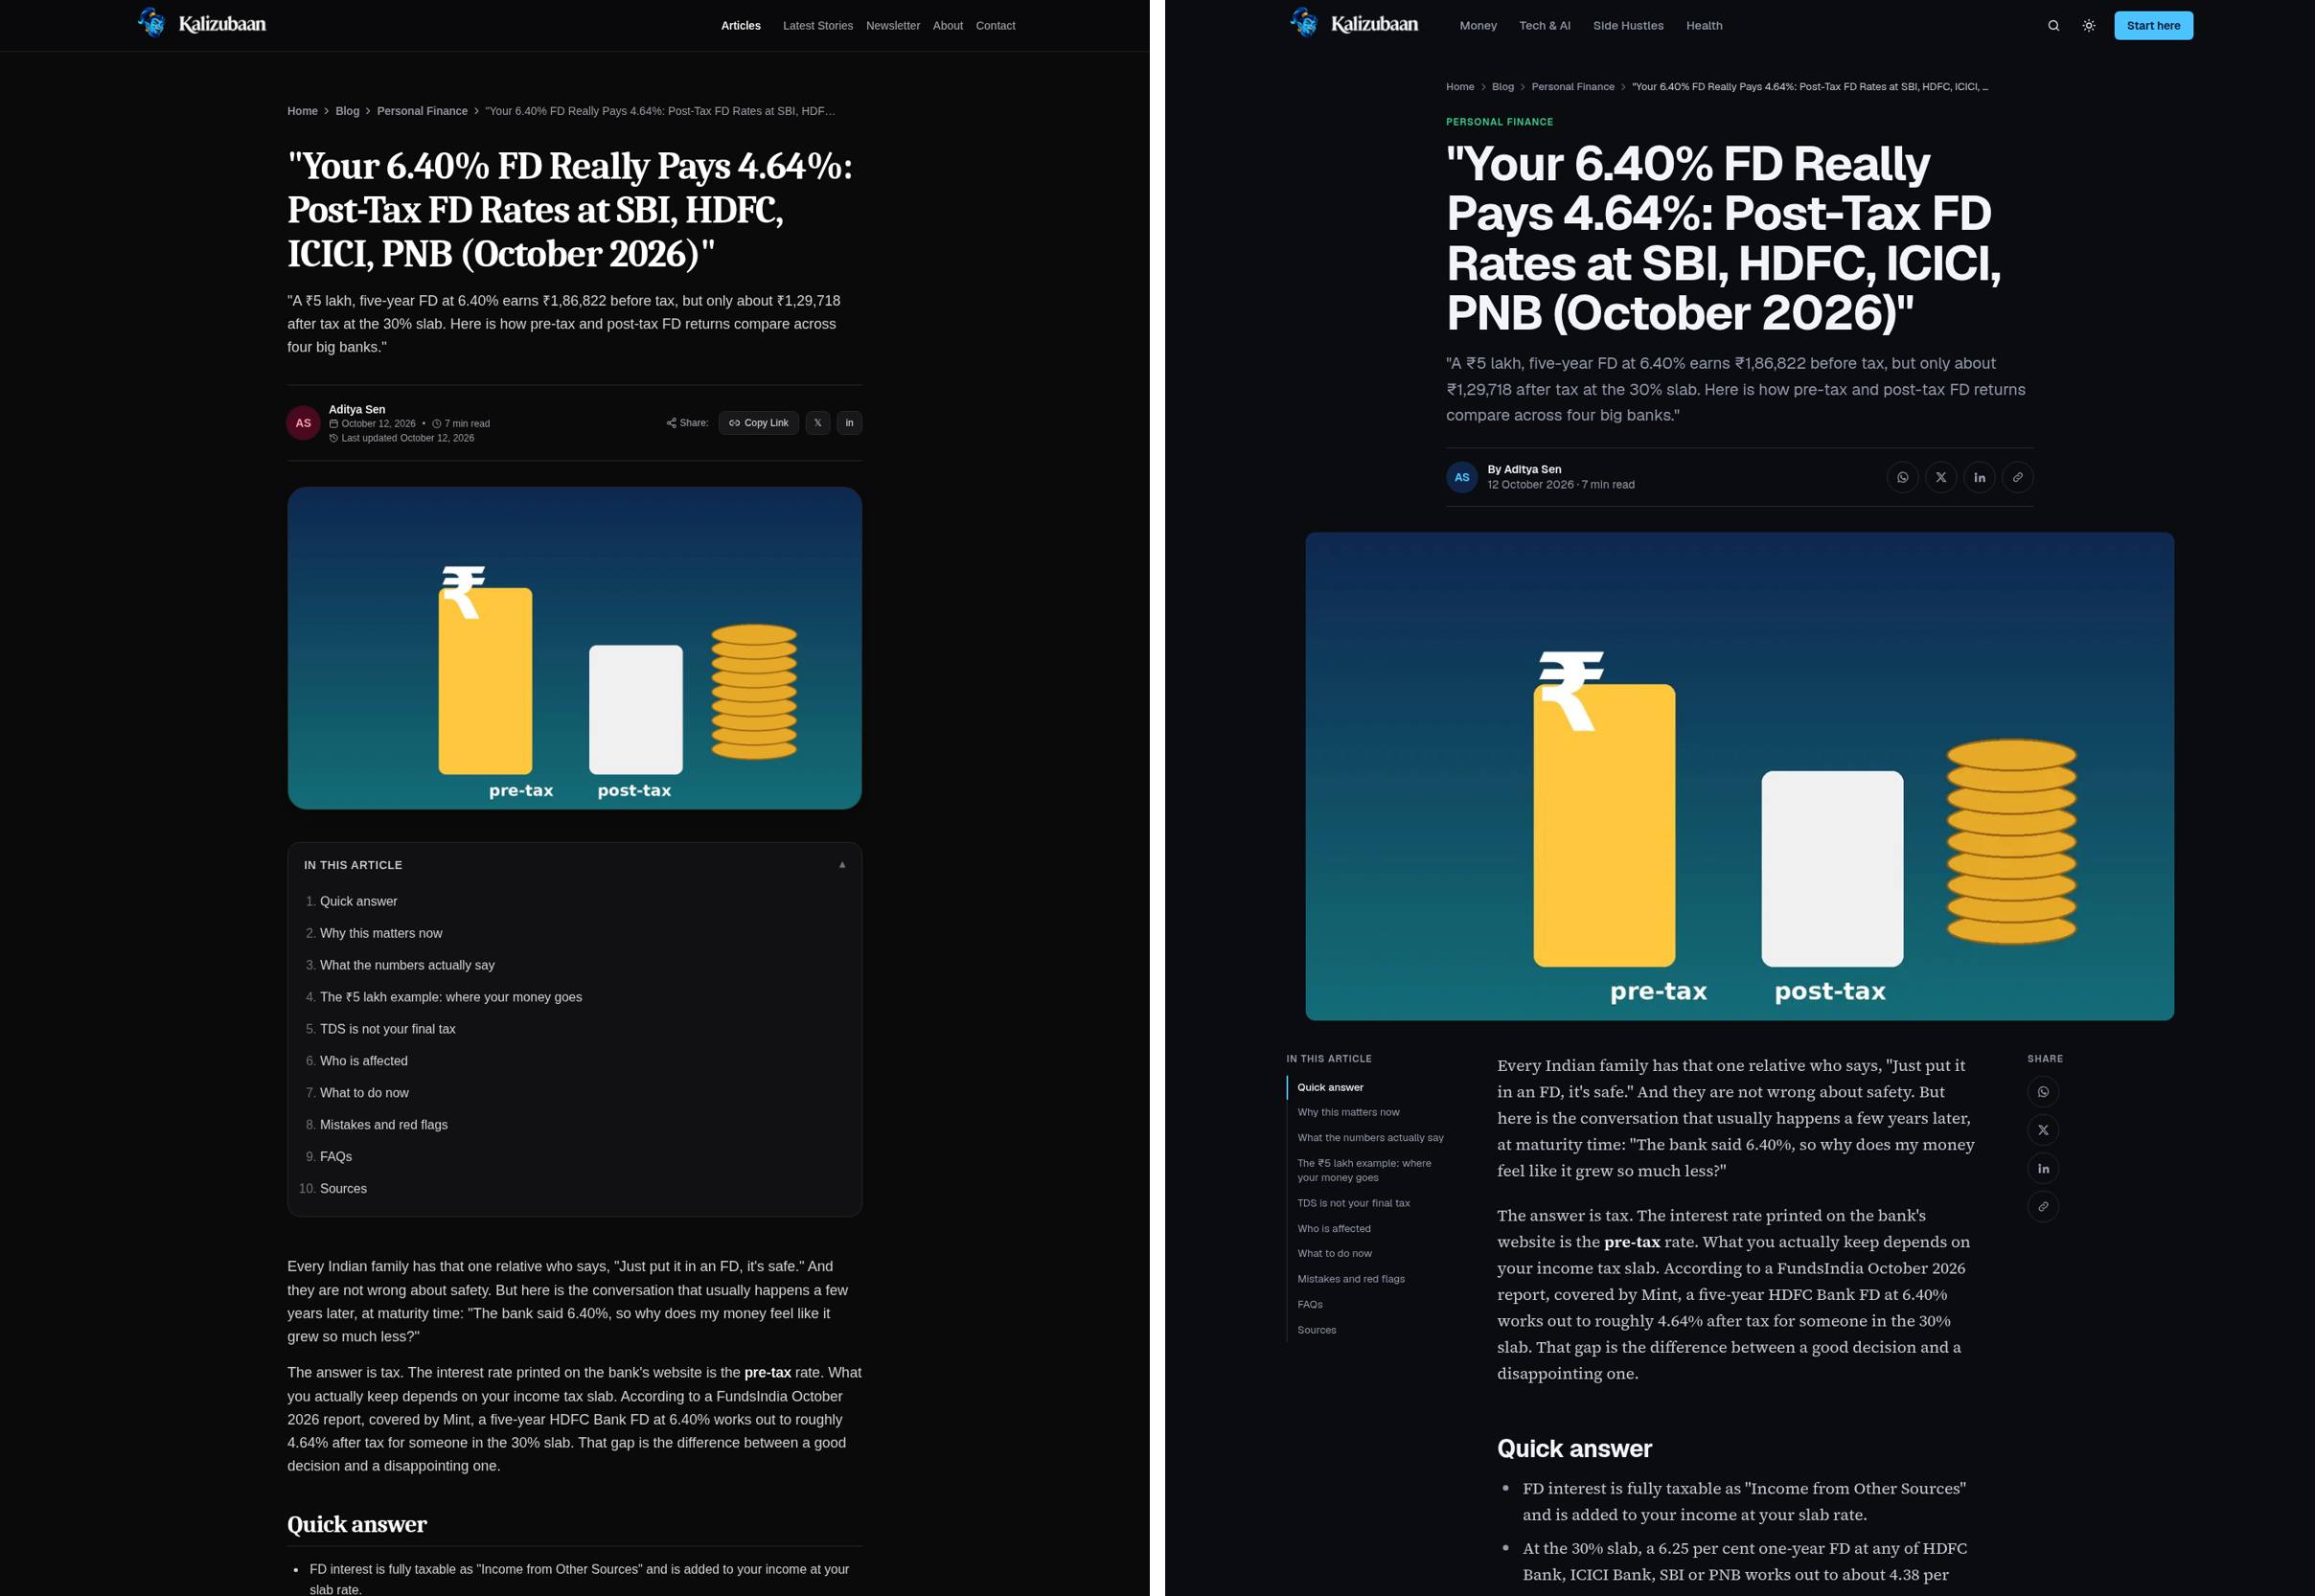 Kalizubaan
Articles Latest Stories Newsletter About Contact
Home > Blog > Personal Finance > "Your 6.40% FD Really Pays 4.64%: Post-Tax FD Rates at SBI, HDF…
"Your 6.40% FD Really Pays 4.64%:
Post-Tax FD Rates at SBI, HDFC,
ICICI, PNB (October 2026)"
"A ₹5 lakh, five-year FD at 6.40% earns ₹1,86,822 before tax, but only about ₹1,29,718
after tax at the 30% slab. Here is how pre-tax and post-tax FD returns compare across
four big banks."
AS
Aditya Sen
October 12, 2026 • 7 min read
Last updated October 12, 2026
Share: Copy Link 𝕏 in
₹
pre-tax post-tax
IN THIS ARTICLE
1. Quick answer
2. Why this matters now
3. What the numbers actually say
4. The ₹5 lakh example: where your money goes
5. TDS is not your final tax
6. Who is affected
7. What to do now
8. Mistakes and red flags
9. FAQs
10. Sources
Every Indian family has that one relative who says, "Just put it in an FD, it's safe." And
they are not wrong about safety. But here is the conversation that usually happens a few
years later, at maturity time: "The bank said 6.40%, so why does my money feel like it
grew so much less?"
The answer is tax. The interest rate printed on the bank's website is the pre-tax rate. What
you actually keep depends on your income tax slab. According to a FundsIndia October
2026 report, covered by Mint, a five-year HDFC Bank FD at 6.40% works out to roughly
4.64% after tax for someone in the 30% slab. That gap is the difference between a good
decision and a disappointing one.
Quick answer
• FD interest is fully taxable as "Income from Other Sources" and is added to your income at your
slab rate.
Kalizubaan Money Tech & AI Side Hustles Health Start here
Home > Blog > Personal Finance > "Your 6.40% FD Really Pays 4.64%: Post-Tax FD Rates at SBI, HDFC, ICICI, …
PERSONAL FINANCE
"Your 6.40% FD Really
Pays 4.64%: Post-Tax FD
Rates at SBI, HDFC, ICICI,
PNB (October 2026)"
"A ₹5 lakh, five-year FD at 6.40% earns ₹1,86,822 before tax, but only about
₹1,29,718 after tax at the 30% slab. Here is how pre-tax and post-tax FD returns
compare across four big banks."
AS
By Aditya Sen
12 October 2026 · 7 min read
in
₹
pre-tax post-tax
IN THIS ARTICLE
Quick answer
Why this matters now
What the numbers actually say
The ₹5 lakh example: where
your money goes
TDS is not your final tax
Who is affected
What to do now
Mistakes and red flags
FAQs
Sources
Every Indian family has that one relative who says, "Just put it
in an FD, it's safe." And they are not wrong about safety. But
here is the conversation that usually happens a few years later,
at maturity time: "The bank said 6.40%, so why does my money
feel like it grew so much less?"
The answer is tax. The interest rate printed on the bank's
website is the pre-tax rate. What you actually keep depends on
your income tax slab. According to a FundsIndia October 2026
report, covered by Mint, a five-year HDFC Bank FD at 6.40%
works out to roughly 4.64% after tax for someone in the 30%
slab. That gap is the difference between a good decision and a
disappointing one.
Quick answer
• FD interest is fully taxable as "Income from Other Sources"
and is added to your income at your slab rate.
• At the 30% slab, a 6.25 per cent one-year FD at any of HDFC
Bank, ICICI Bank, SBI or PNB works out to about 4.38 per
SHARE
in